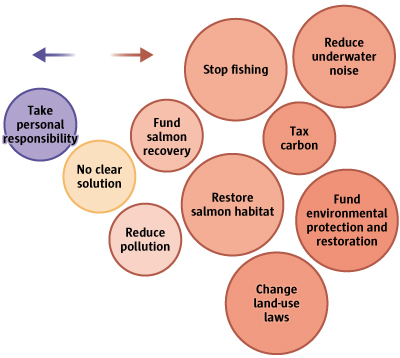 Reduce
underwater
noise
Stop fishing
Take
personal
responsibility
Fund
salmon
recovery
Tax
carbon
No clear
solution
Restore
salmon habitat
Fund
environmental
protection and
restoration
Reduce
pollution
Change
land-use
laws